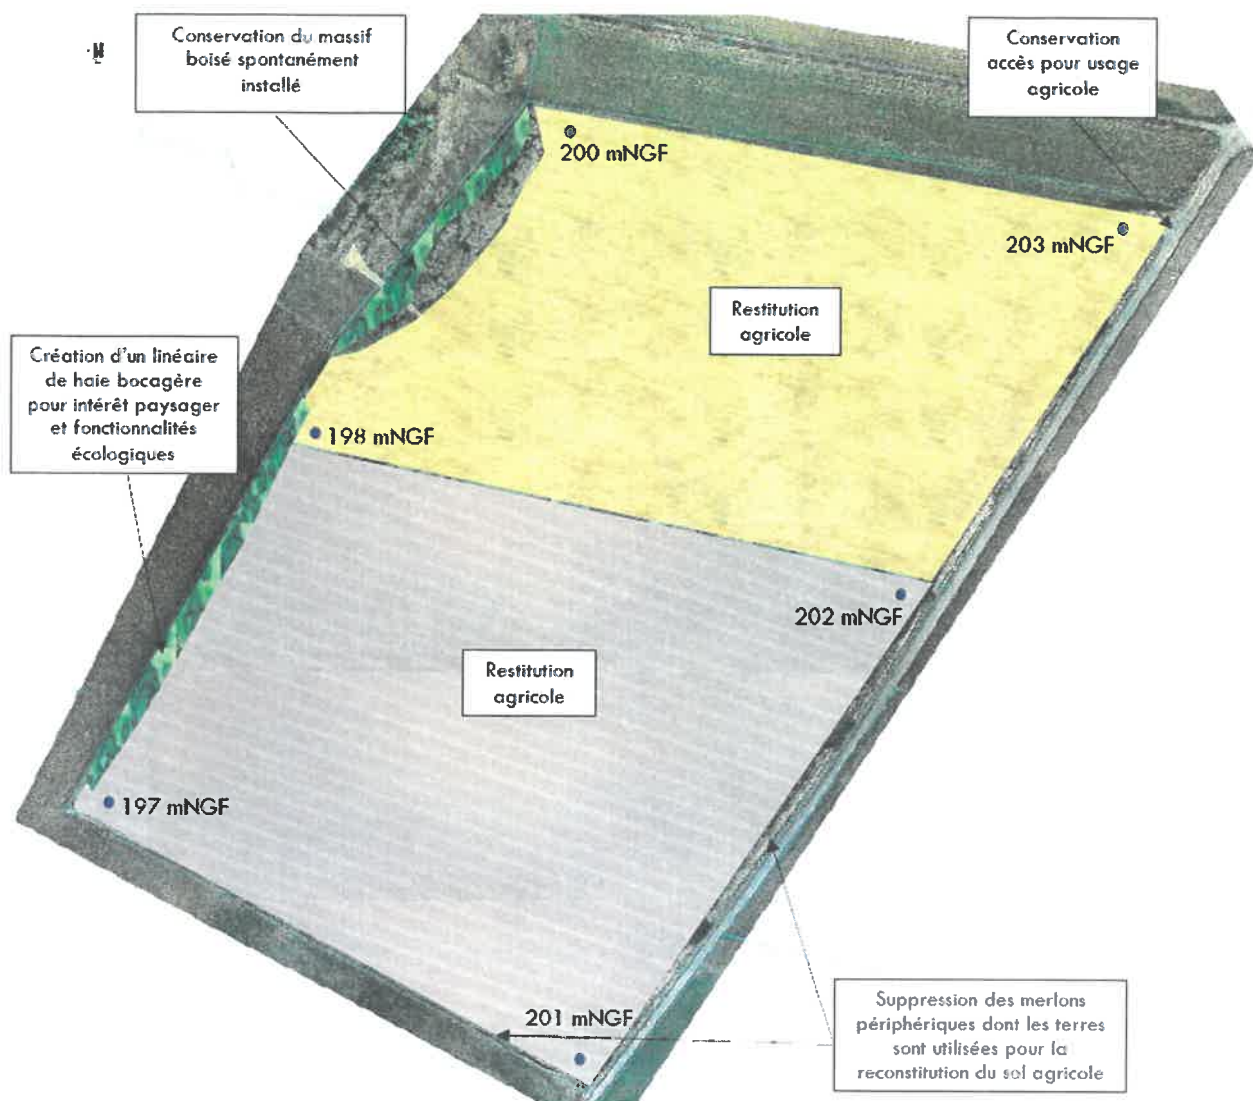 Conservation du massif
boisé spontanément
installé
Conservation
accès pour usage
agricole
200 mNGF
203 mNGF
Restitution
agricole
Création d'un linéaire
de haie bocagère
pour intérêt paysager
et fonctionnalités
écologiques
198 mNGF
202 mNGF
Restitution
agricole
197 mNGF
201 mNGF
Suppression des merlons
périphériques dont les terres
sont utilisées pour la
reconstitution du sol agricole